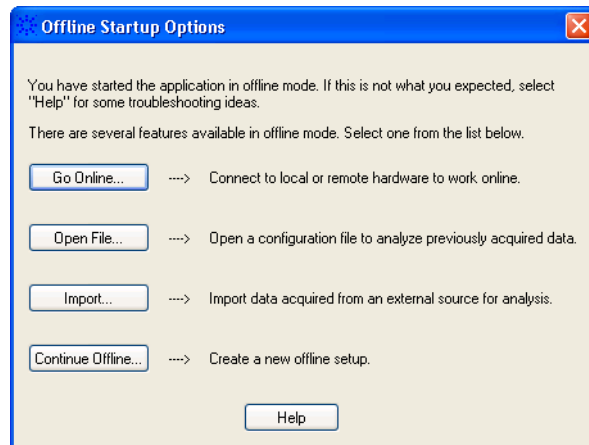 Offline Startup Options
You have started the application in offline mode. If this is not what you expected, select
"Help" for some troubleshooting ideas.
There are several features available in offline mode. Select one from the list below.
Go Online... ----> Connect to local or remote hardware to work online.
Open File... ----> Open a configuration file to analyze previously acquired data.
Import... ----> Import data acquired from an external source for analysis.
Continue Offline... ----> Create a new offline setup.
Help